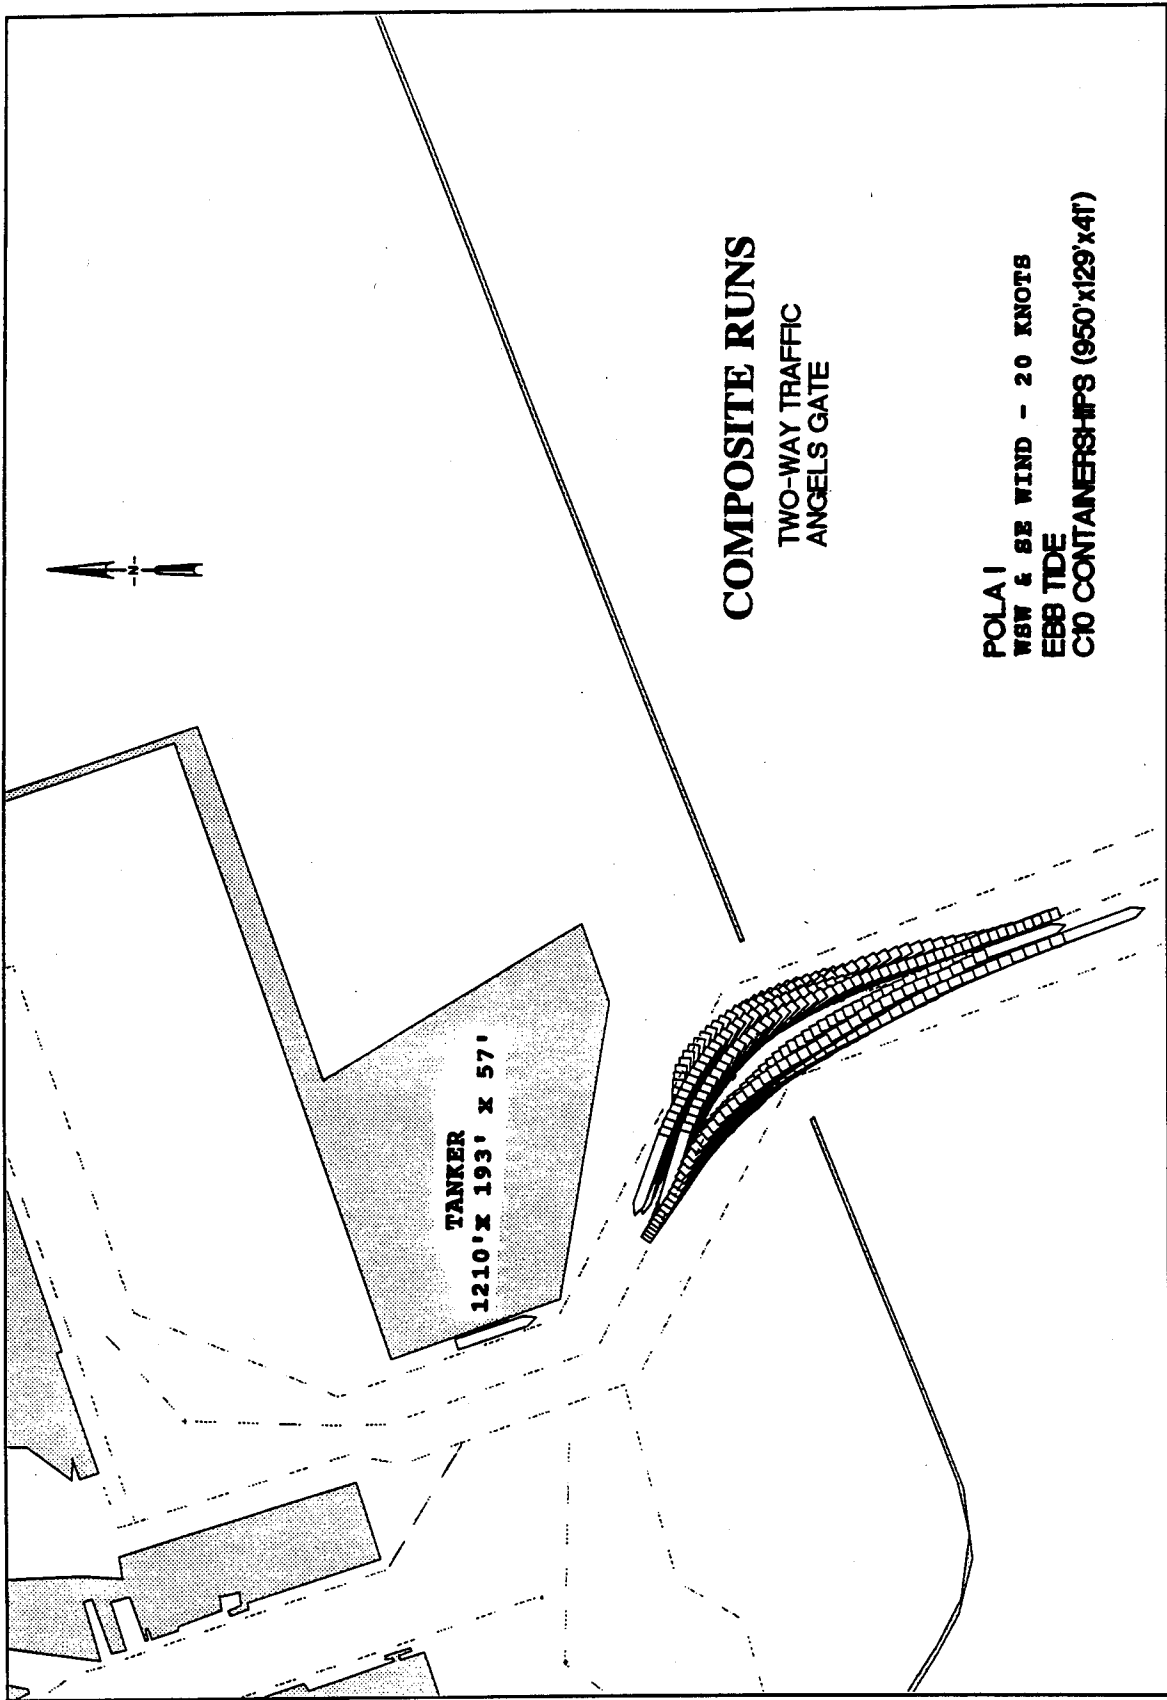 -N-
TANKER
1210'X 193' X 57'
COMPOSITE RUNS
TWO-WAY TRAFFIC
ANGELS GATE
POLA I
WSW & SE WIND - 20 KNOTS
EBB TIDE
C10 CONTAINERSHIPS (950'x129'x41')